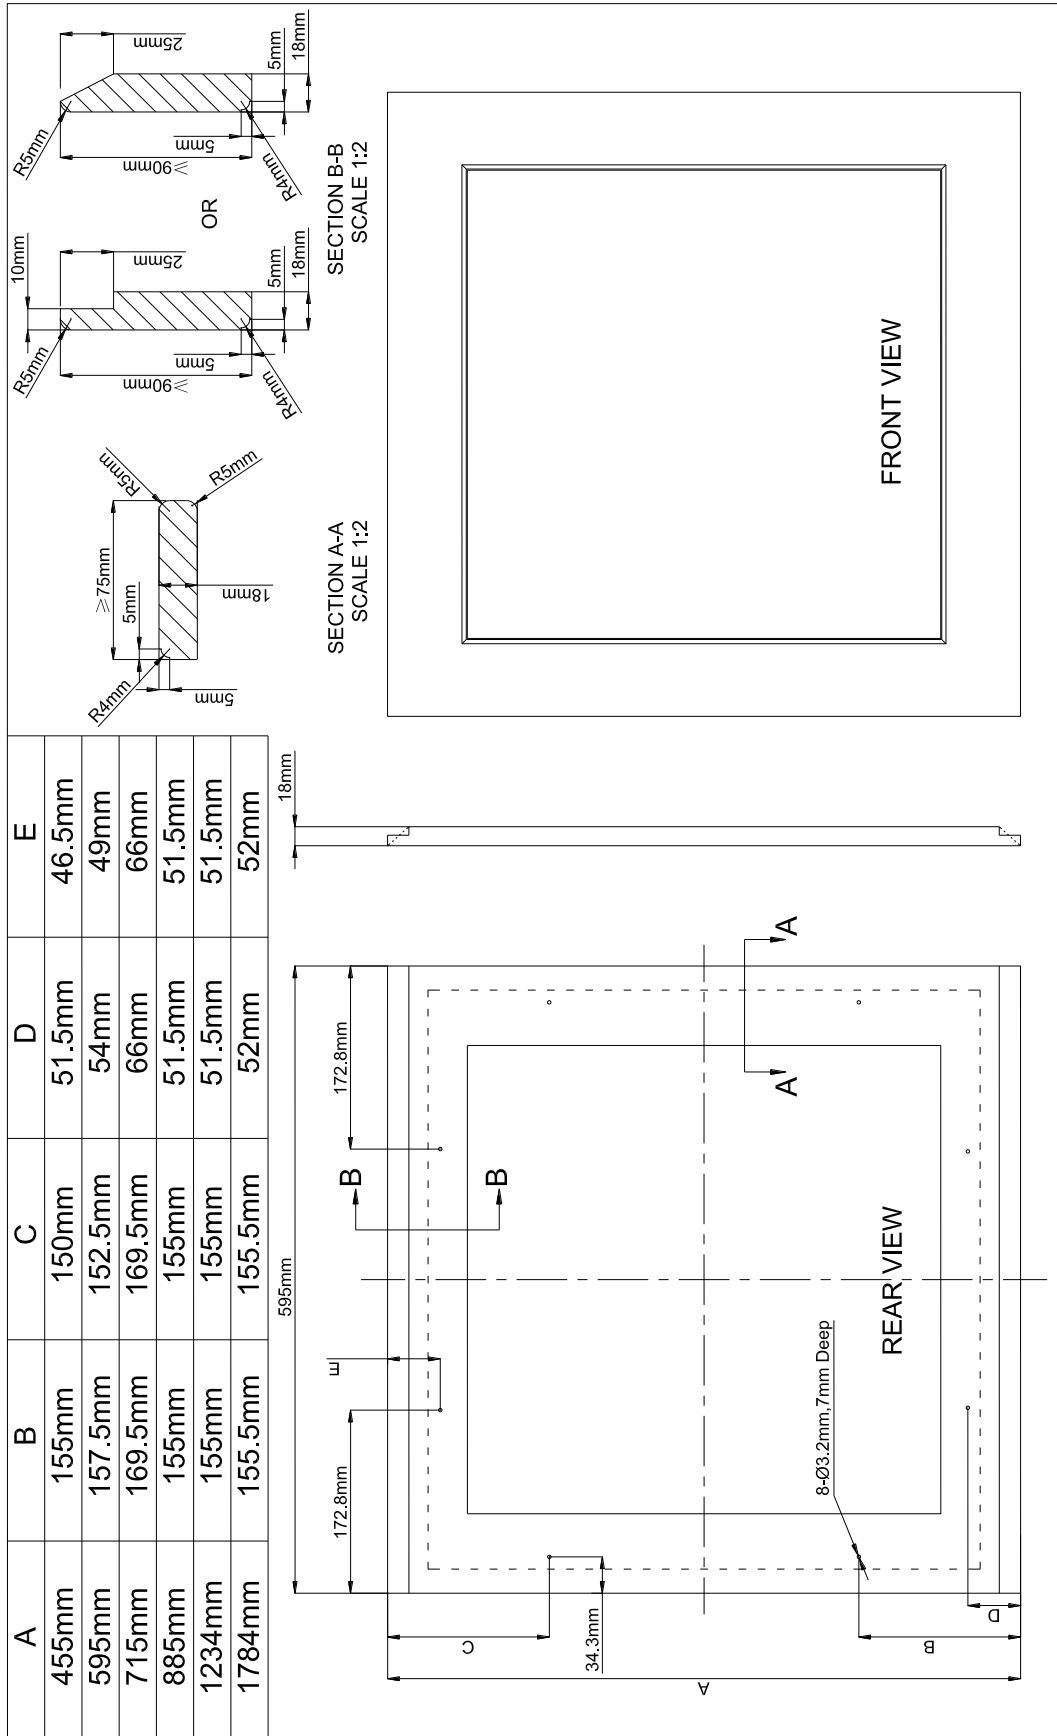 A B C D E
455mm 155mm 150mm 51.5mm 46.5mm
595mm 157.5mm 152.5mm 54mm 49mm
715mm 169.5mm 169.5mm 66mm 66mm
885mm 155mm 155mm 51.5mm 51.5mm
1234mm 155mm 155mm 51.5mm 51.5mm
1784mm 155.5mm 155.5mm 52mm 52mm
R4mm
5mm
5mm
≥75mm
18mm
R5mm
R5mm
SECTION A-A
SCALE 1:2
10mm
25mm
R5mm
≥90mm
5mm
R4mm
5mm
18mm
OR
25mm
R5mm
≥90mm
5mm
R4mm
5mm
18mm
SECTION B-B
SCALE 1:2
595mm
172.8mm
172.8mm
E
B
B
A
A
C
34.3mm
A
B
D
8-Ø3.2mm,7mm Deep
REAR VIEW
18mm
FRONT VIEW